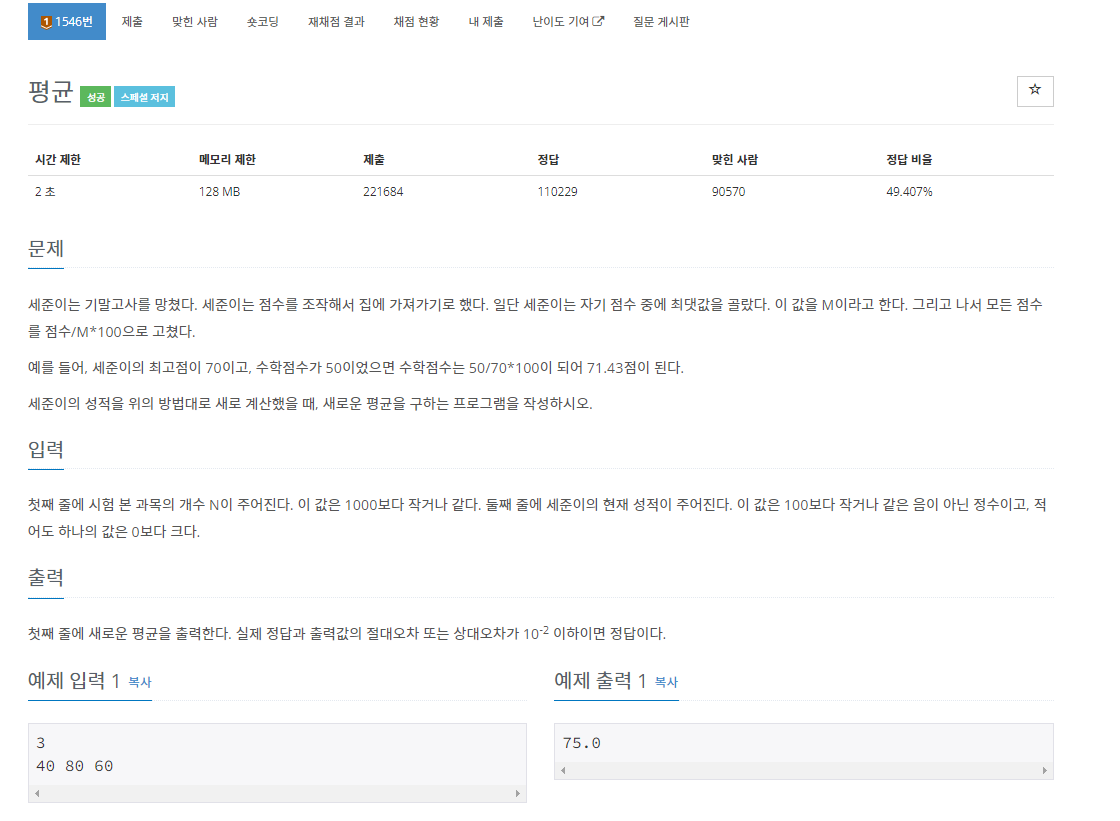 1 1546번 제출 맞힌 사람 숏코딩 재채점 결과 채점 현황 내 제출 난이도 기여 질문 게시판
평균 성공 스페셜 저지
시간 제한 메모리 제한 제출 정답 맞힌 사람 정답 비율
2 초 128 MB 221684 110229 90570 49.407%
문제
세준이는 기말고사를 망쳤다. 세준이는 점수를 조작해서 집에 가져가기로 했다. 일단 세준이는 자기 점수 중에 최댓값을 골랐다. 이 값을 M이라고 한다. 그리고 나서 모든 점수
를 점수/M*100으로 고쳤다.
예를 들어, 세준이의 최고점이 70이고, 수학점수가 50이었으면 수학점수는 50/70*100이 되어 71.43점이 된다.
세준이의 성적을 위의 방법대로 새로 계산했을 때, 새로운 평균을 구하는 프로그램을 작성하시오.
입력
첫째 줄에 시험 본 과목의 개수 N이 주어진다. 이 값은 1000보다 작거나 같다. 둘째 줄에 세준이의 현재 성적이 주어진다. 이 값은 100보다 작거나 같은 음이 아닌 정수이고, 적
어도 하나의 값은 0보다 크다.
출력
첫째 줄에 새로운 평균을 출력한다. 실제 정답과 출력값의 절대오차 또는 상대오차가 10-2 이하이면 정답이다.
예제 입력 1 복사
3
40 80 60
예제 출력 1 복사
75.0